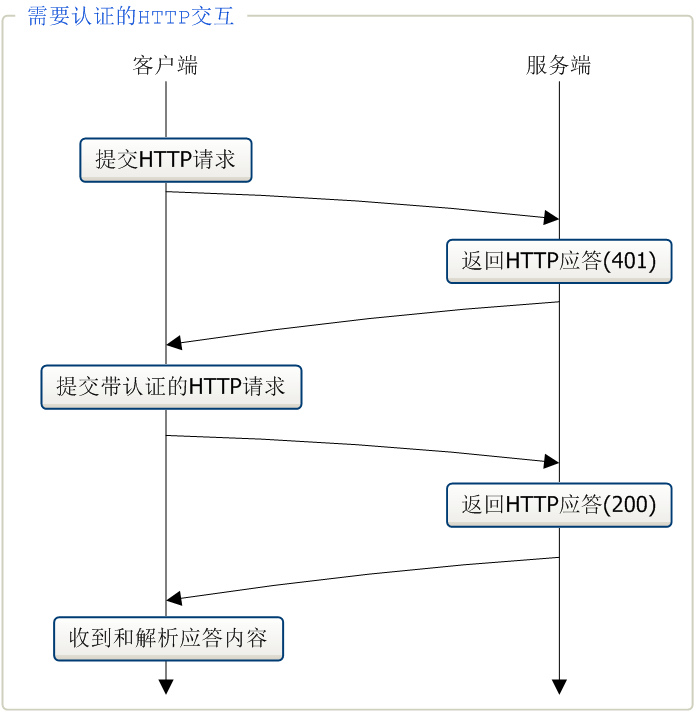 需要认证的HTTP交互
客户端
服务端
提交HTTP请求
返回HTTP应答(401)
提交带认证的HTTP请求
返回HTTP应答(200)
收到和解析应答内容